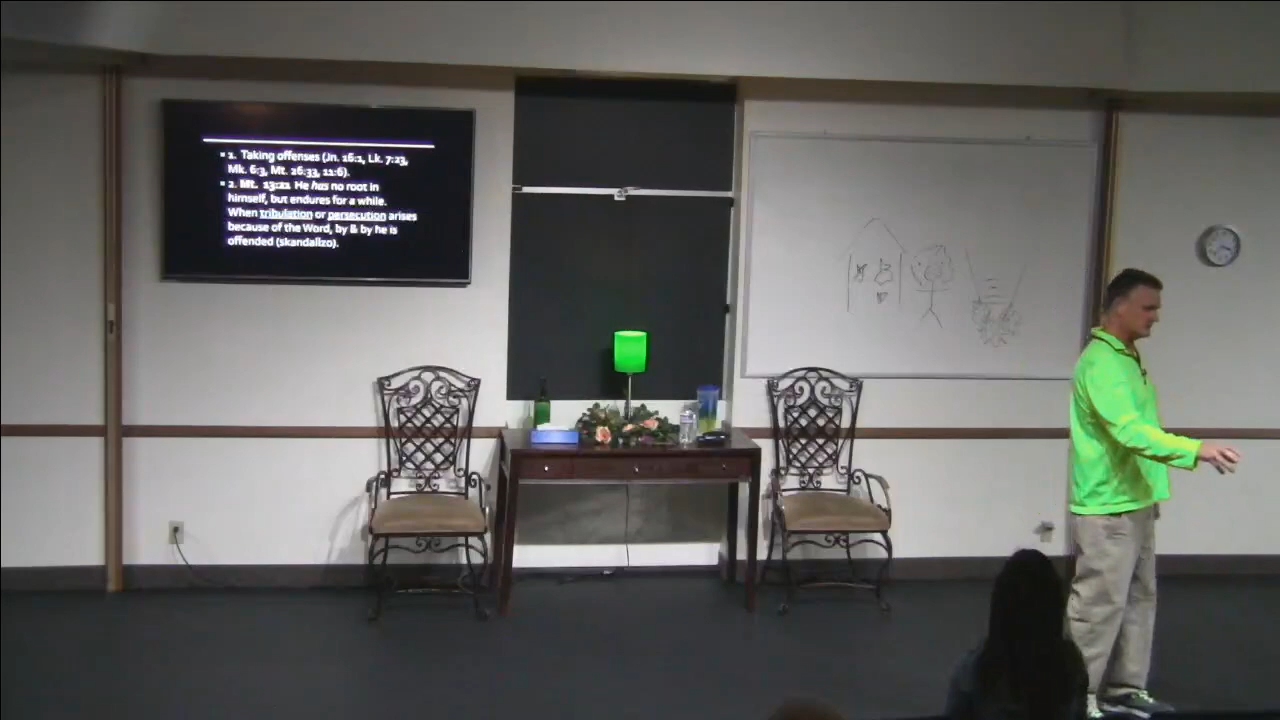 ▪ 1. Taking offenses (Jn. 16:1, Lk. 7:23,
Mk. 6:3, Mt. 26:33, 11:6).
▪ 2. Mt. 13:21 He has no root in
himself, but endures for a while.
When tribulation or persecution arises
because of the Word, by & by he is
offended (skandalizo).